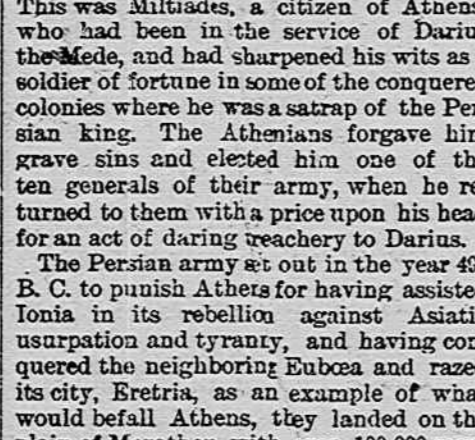 This was Miltiades, a citizen of Athens
who had been in the service of Dariu
the Mede, and had sharpened his wits as
soldier of fortune in some of the conquere
colonies where he was a satrap of the Per
sian king. The Athenians forgave him
grave sins and elected him one of th
ten generals of their army, when he re
turned to them with a price upon his hea
for an act of daring treachery to Darius.
The Persian army set out in the year 49
B. C. to punish Athens for having assiste
Ionia in its rebellion against Asiati
usurpation and tyranny, and having con
quered the neighboring Eubœa and raze
its city, Eretria, as an example of wha
would befall Athens, they landed on th
plain of Marathon with